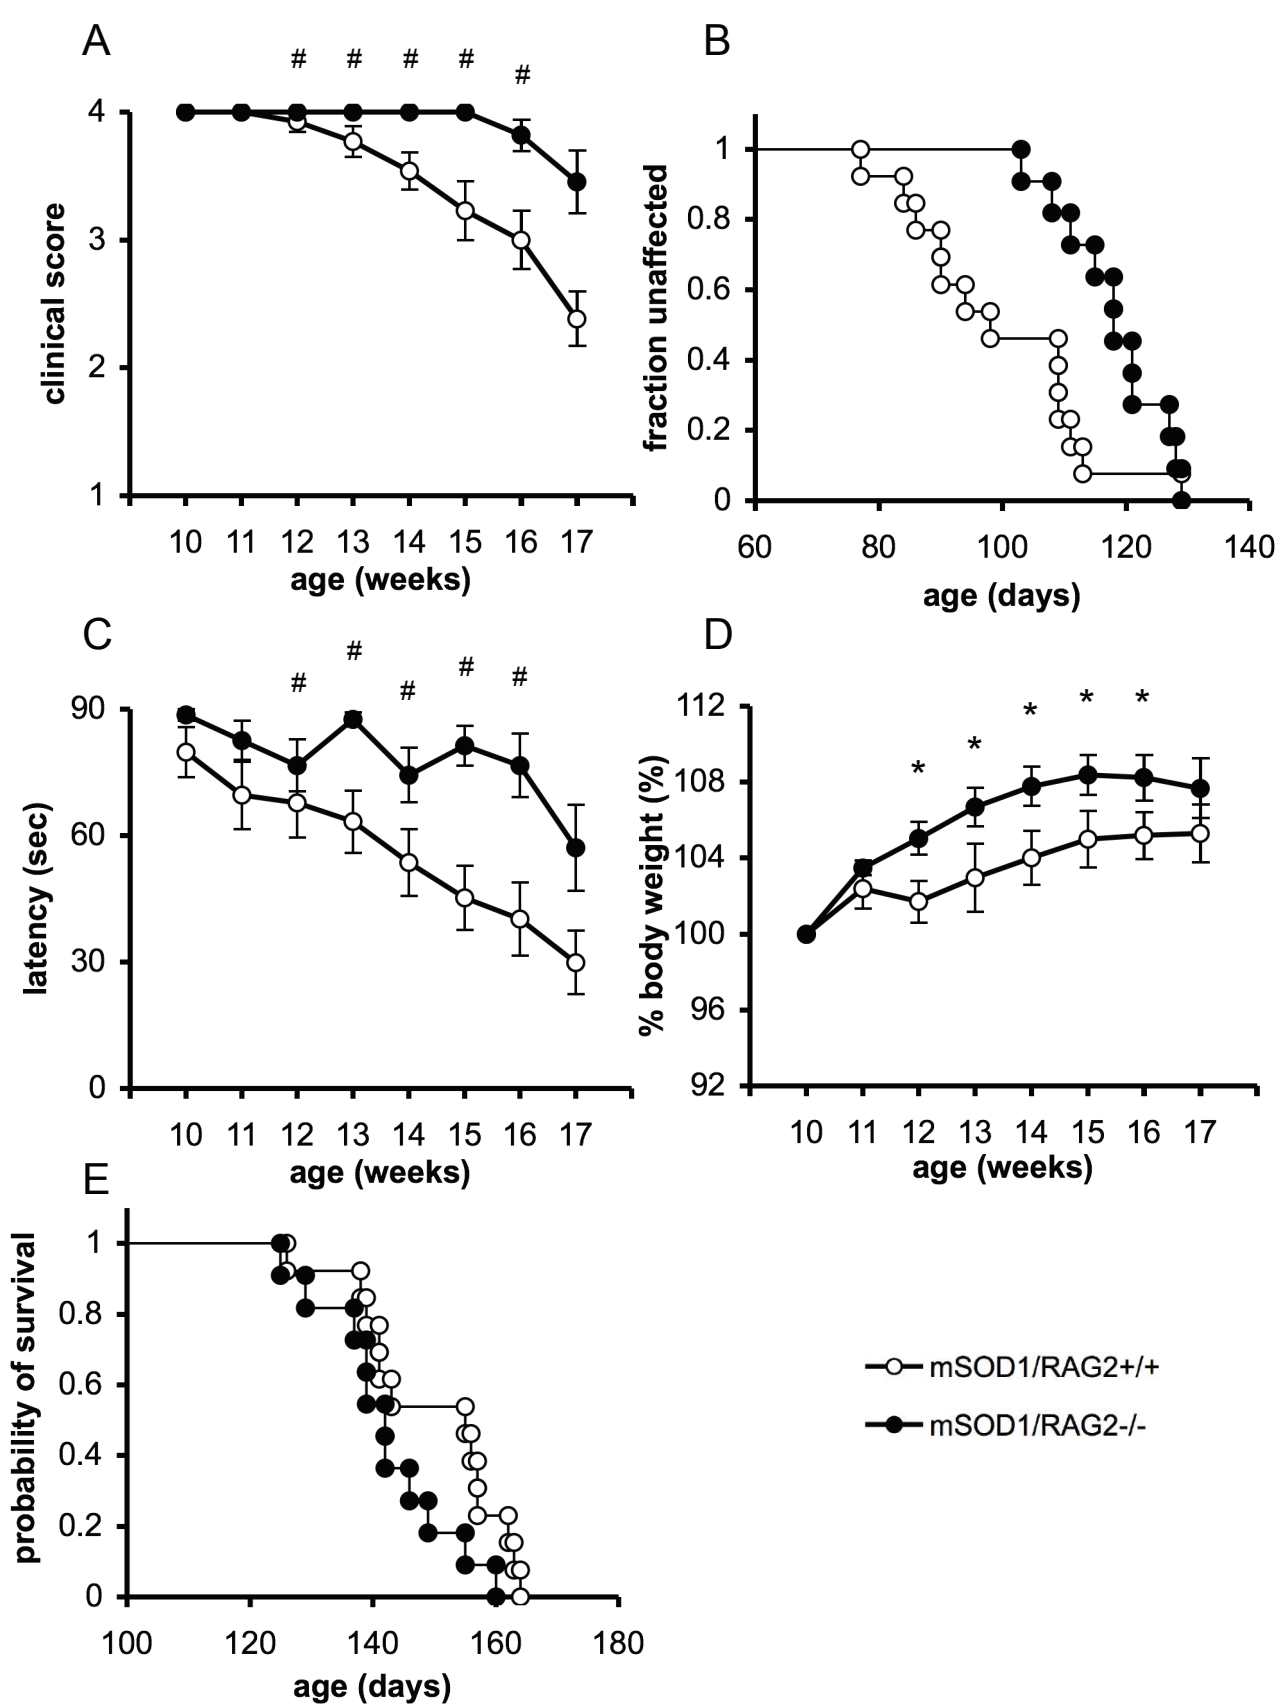 A
# # # # #
4
3
2
1
clinical score
10 11 12 13 14 15 16 17
age (weeks)
B
1
0.8
0.6
0.4
0.2
0
fraction unaffected
60 80 100 120 140
age (days)
C
# # # # #
90
60
30
0
latency (sec)
10 11 12 13 14 15 16 17
age (weeks)
D
* * * * *
112
108
104
100
96
92
% body weight (%)
10 11 12 13 14 15 16 17
age (weeks)
E
1
0.8
0.6
0.4
0.2
0
probability of survival
100 120 140 160 180
age (days)
mSOD1/RAG2+/+
mSOD1/RAG2-/-